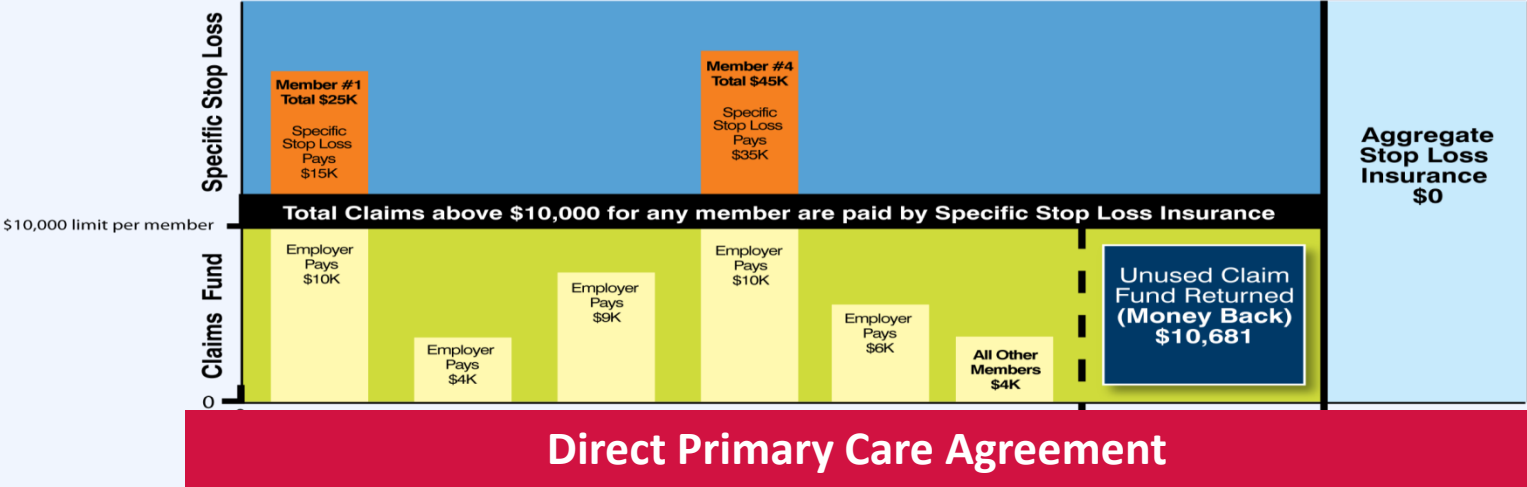 Specific Stop Loss
Member #1
Total $25K
Specific
Stop Loss
Pays
$15K
Member #4
Total $45K
Specific
Stop Loss
Pays
$35K
Aggregate
Stop Loss
Insurance
$0
Total Claims above $10,000 for any member are paid by Specific Stop Loss Insurance
$10,000 limit per member
Claims Fund
Employer
Pays
$10K
Employer
Pays
$4K
Employer
Pays
$9K
Employer
Pays
$10K
Employer
Pays
$6K
All Other
Members
$4K
Unused Claim
Fund Returned
(Money Back)
$10,681
0
Direct Primary Care Agreement